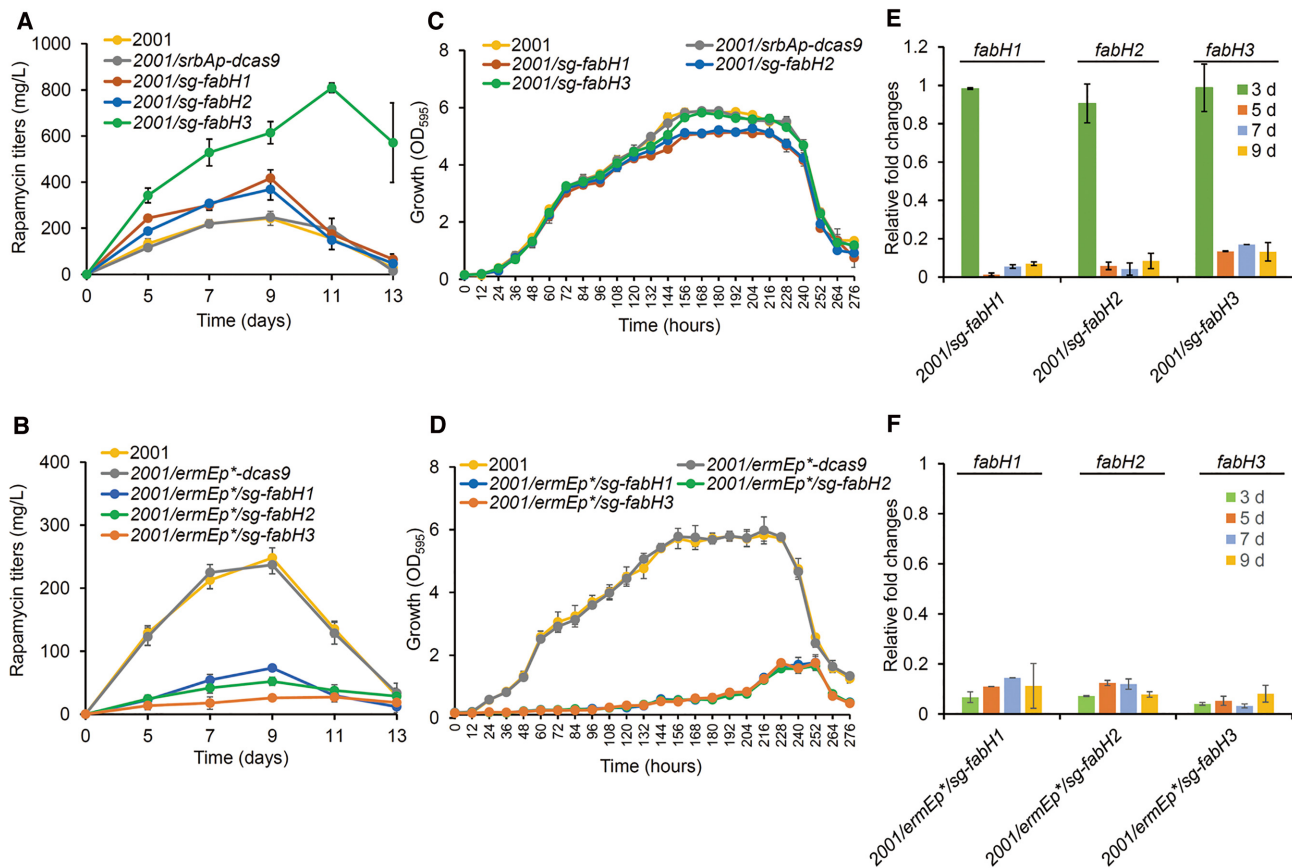 A
Rapamycin titers (mg/L)
1000
800
600
400
200
0
2001
2001/srbAp-dcas9
2001/sg-fabH1
2001/sg-fabH2
2001/sg-fabH3
0 5 7 9 11 13
Time (days)
C
Growth (OD595)
8
6
4
2
0
2001
2001/srbAp-dcas9
2001/sg-fabH1
2001/sg-fabH2
2001/sg-fabH3
0 12 24 36 48 60 72 84 96 108 120 132 144 156 168 180 192 204 216 228 240 252 264 276
Time (hours)
E
Relative fold changes
1.2
1
0.8
0.6
0.4
0.2
0
fabH1 fabH2 fabH3
3 d
5 d
7 d
9 d
2001/sg-fabH1
2001/sg-fabH2
2001/sg-fabH3
B
Rapamycin titers (mg/L)
400
300
200
100
0
2001
2001/ermEp*-dcas9
2001/ermEp*/sg-fabH1
2001/ermEp*/sg-fabH2
2001/ermEp*/sg-fabH3
0 5 7 9 11 13
Time (days)
D
Growth (OD595)
8
6
4
2
0
2001
2001/ermEp*-dcas9
2001/ermEp*/sg-fabH1
2001/ermEp*/sg-fabH2
2001/ermEp*/sg-fabH3
0 12 24 36 48 60 72 84 96 108 120 132 144 156 168 180 192 204 216 228 240 252 264 276
Time (hours)
F
Relative fold changes
1
0.8
0.6
0.4
0.2
0
fabH1 fabH2 fabH3
3 d
5 d
7 d
9 d
2001/ermEp*/sg-fabH1
2001/ermEp*/sg-fabH2
2001/ermEp*/sg-fabH3